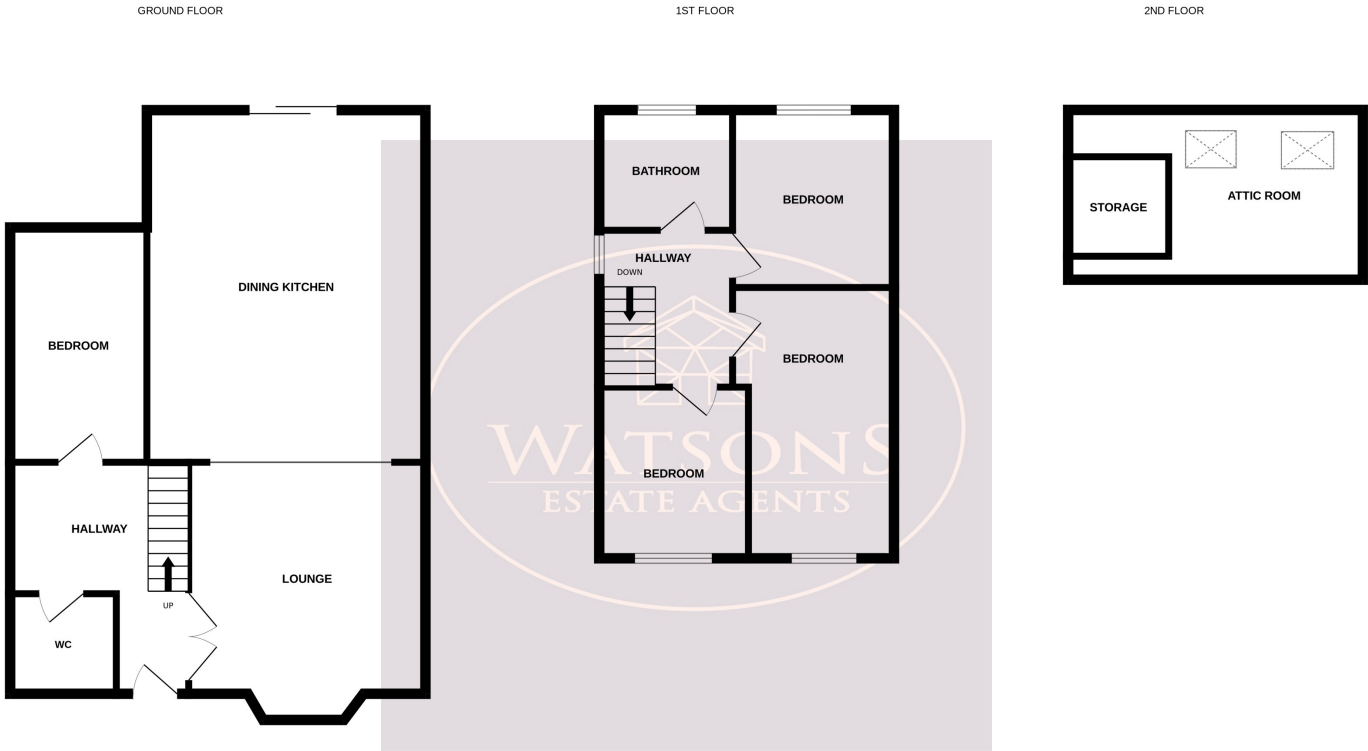 GROUND FLOOR
DINING KITCHEN
BEDROOM
HALLWAY
LOUNGE
UP
WC
1ST FLOOR
BATHROOM
BEDROOM
HALLWAY
DOWN
BEDROOM
BEDROOM
WATSONS
ESTATE AGENTS
2ND FLOOR
ATTIC ROOM
STORAGE